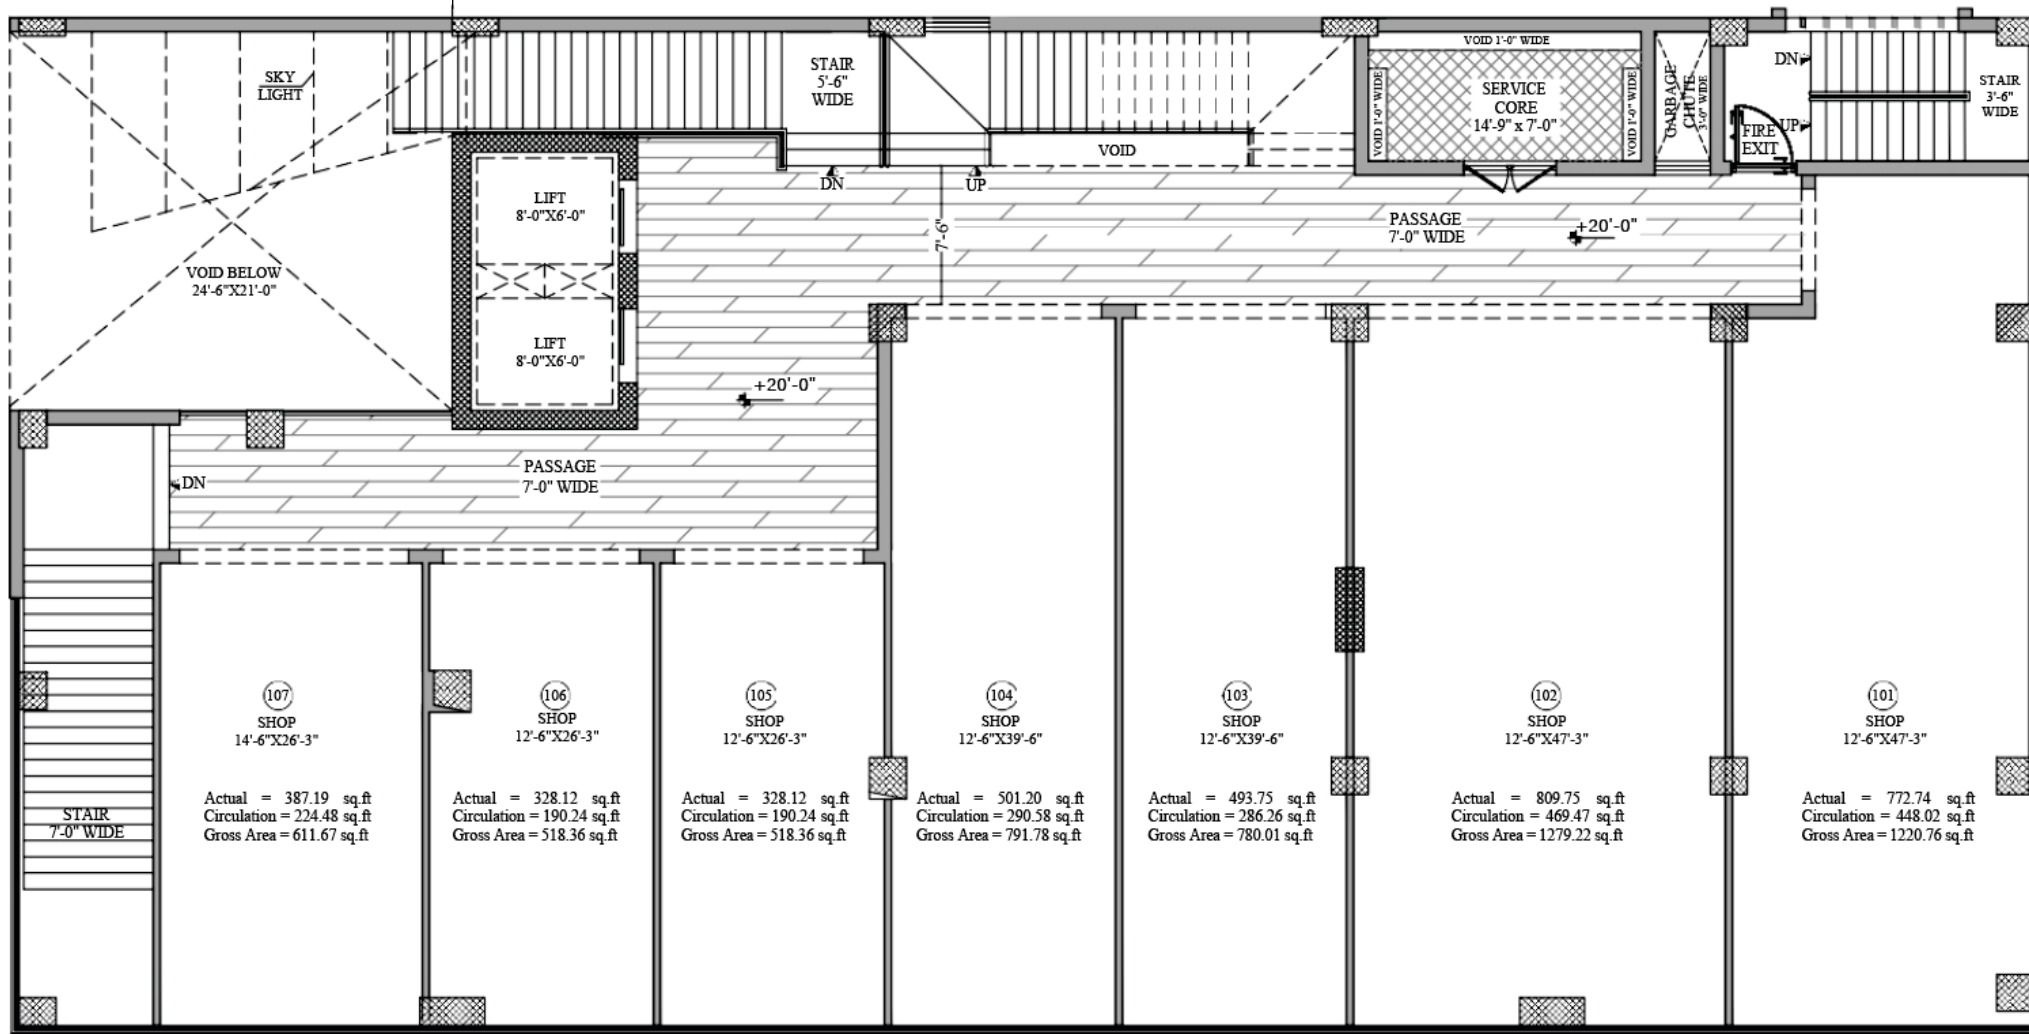 SKY
LIGHT
STAIR
5'-6"
WIDE
VOID 1'-0" WIDE
VOID 1'-0" WIDE
SERVICE
CORE
14'-9" x 7'-0"
VOID 1'-0" WIDE
GARBAGE
CHUTE
3'-0" WIDE
DN
UP
FIRE
EXIT
STAIR
3'-6"
WIDE
VOID
DN
UP
LIFT
8'-0"X6'-0"
7'-6"
PASSAGE
7'-0" WIDE
+20'-0"
VOID BELOW
24'-6"X21'-0"
LIFT
8'-0"X6'-0"
+20'-0"
PASSAGE
7'-0" WIDE
DN
107
SHOP
14'-6"X26'-3"
Actual = 387.19 sq.ft
Circulation = 224.48 sq.ft
Gross Area = 611.67 sq.ft
106
SHOP
12'-6"X26'-3"
Actual = 328.12 sq.ft
Circulation = 190.24 sq.ft
Gross Area = 518.36 sq.ft
105
SHOP
12'-6"X26'-3"
Actual = 328.12 sq.ft
Circulation = 190.24 sq.ft
Gross Area = 518.36 sq.ft
104
SHOP
12'-6"X39'-6"
Actual = 501.20 sq.ft
Circulation = 290.58 sq.ft
Gross Area = 791.78 sq.ft
103
SHOP
12'-6"X39'-6"
Actual = 493.75 sq.ft
Circulation = 286.26 sq.ft
Gross Area = 780.01 sq.ft
102
SHOP
12'-6"X47'-3"
Actual = 809.75 sq.ft
Circulation = 469.47 sq.ft
Gross Area = 1279.22 sq.ft
101
SHOP
12'-6"X47'-3"
Actual = 772.74 sq.ft
Circulation = 448.02 sq.ft
Gross Area = 1220.76 sq.ft
STAIR
7'-0" WIDE